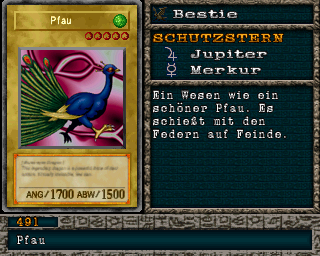 Pfau
ANG/1700 ABW/1500
Bestie
SCHUTZSTERN
Jupiter
Merkur
Ein Wesen wie ein
schöner Pfau. Es
schießt mit den
Federn auf Feinde.
491
Pfau